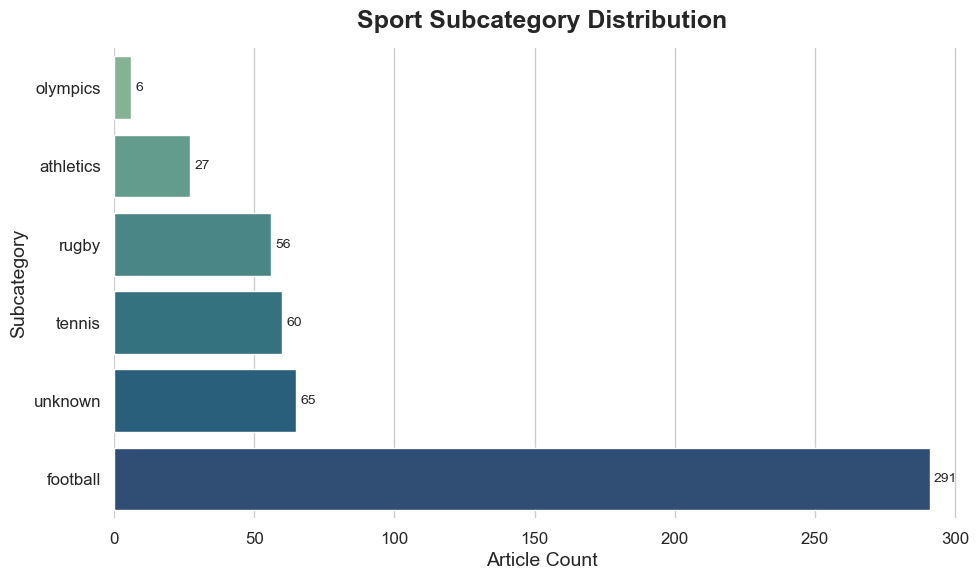 Sport Subcategory Distribution
Subcategory
olympics 6
athletics 27
rugby 56
tennis 60
unknown 65
football 291
0 50 100 150 200 250 300
Article Count